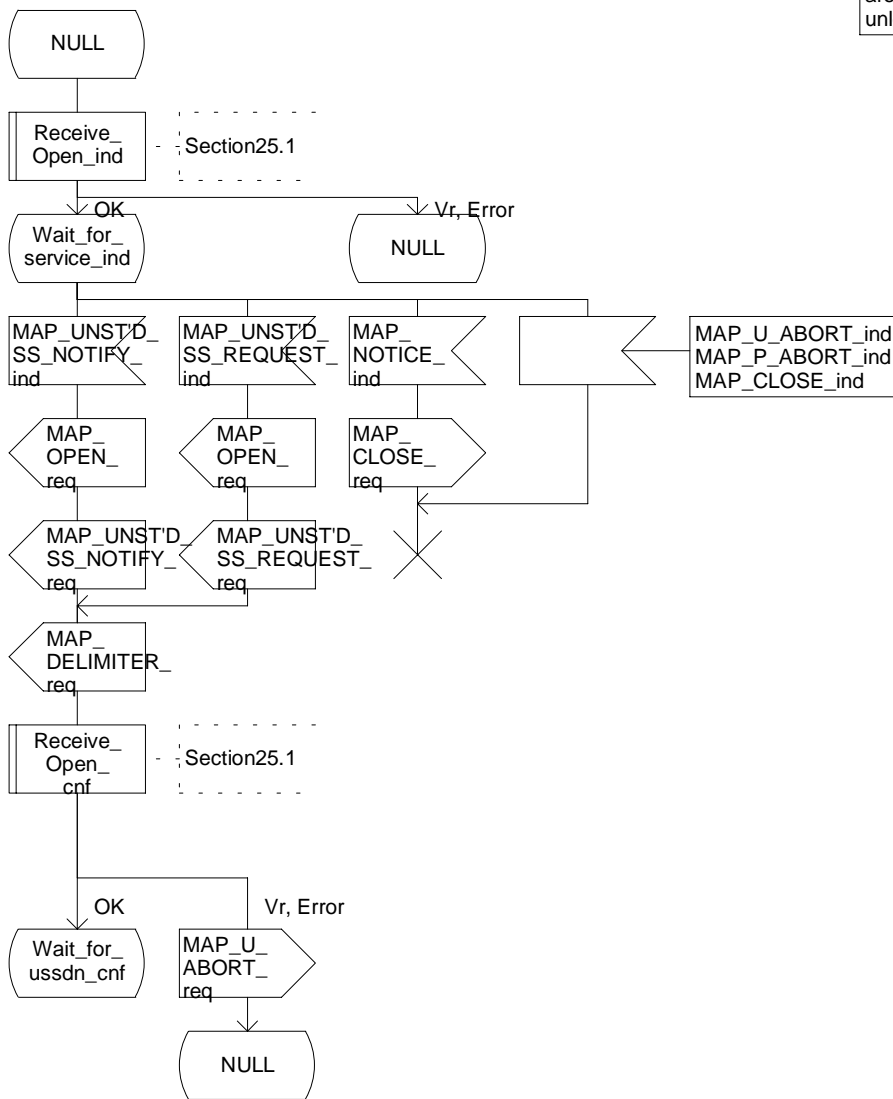 unl
NULL
Receive_
Open_ind
Section25.1
OK
Vr, Error
Wait_for_
service_ind
NULL
MAP_UNST'D_
SS_NOTIFY_
ind
MAP_UNST'D_
SS_REQUEST_
ind
MAP_
NOTICE_
ind
MAP_U_ABORT_ind
MAP_P_ABORT_ind
MAP_CLOSE_ind
MAP_
OPEN_
req
MAP_
OPEN_
req
MAP_
CLOSE_
req
MAP_UNST'D_
SS_NOTIFY_
req
MAP_UNST'D_
SS_REQUEST_
req
MAP_
DELIMITER_
req
Receive_
Open_
cnf
Section25.1
OK
Vr, Error
Wait_for_
ussdn_cnf
MAP_U_
ABORT_
req
NULL